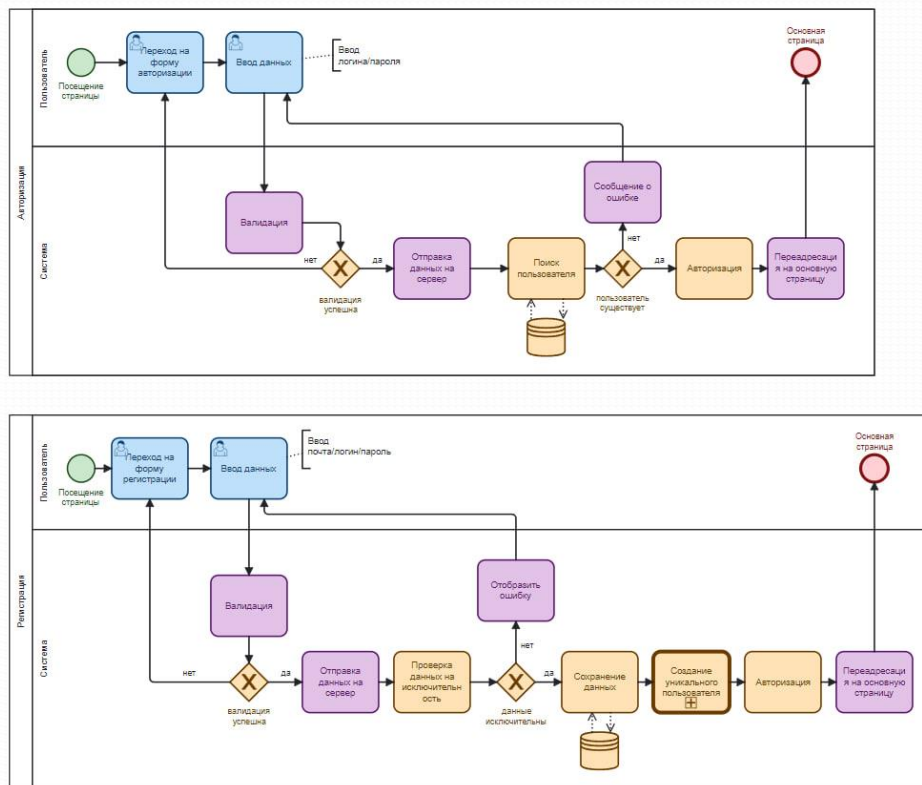 Авторизация
Пользователь
Система
Посещение
страницы
Переход на
форму
авторизации
Ввод данных
Ввод
логина/пароля
Основная
страница
Валидация
нет
да
валидация
успешна
Отправка
данных на
сервер
Поиск
пользователя
Сообщение о
ошибке
нет
да
пользователь
существует
Авторизация
Переадресаци
я на основную
страницу
Регистрация
Пользователь
Система
Посещение
страницы
Переход на
форму
регистрации
Ввод данных
Ввод
почта/логин/пароль
Основная
страница
Валидация
нет
да
валидация
успешна
Отправка
данных на
сервер
Проверка
данных на
исключительн
ость
Отобразить
ошибку
нет
да
данные
исключительны
Сохранение
данных
Создание
уникального
пользователя
Авторизация
Переадресаци
я на основную
страницу